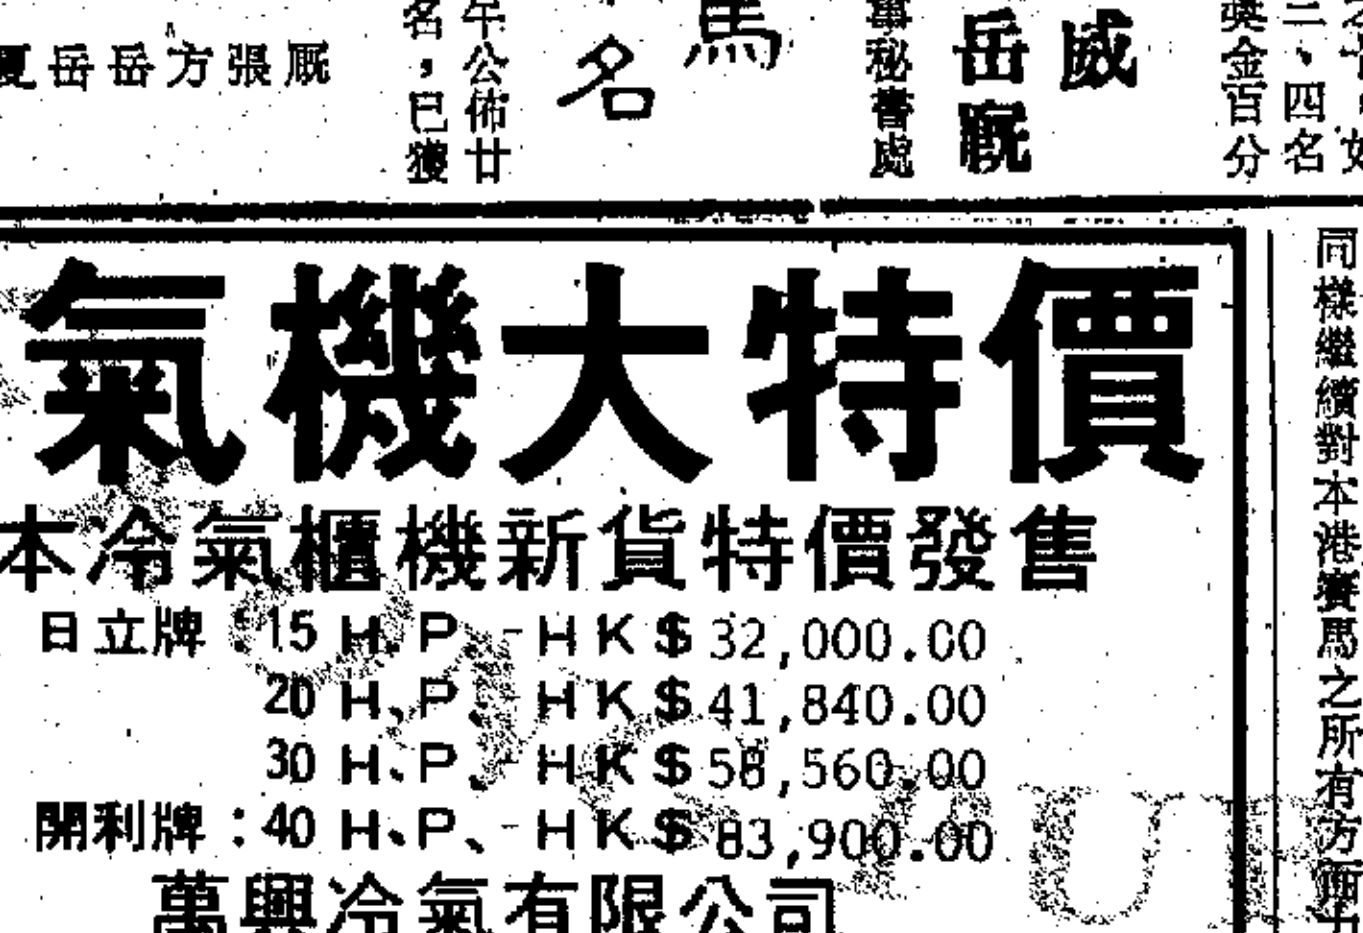 威
岳
廐
馬
名
事秘書處
午公佈廿
名，已獲
廐張方岳岳夏
三、四名
獎金百分
氣機大特價
本冷氣櫃機新貨特價發售
日立牌：15 H.P. - HK$32,000.00
20 H、P、 HK$41,840.00
30 H、P、 HK$58,560.00
開利牌：40 H、P、- HK$83,900.00
萬興冷氣有限公司
同樣繼續對本港賽馬之所有方面